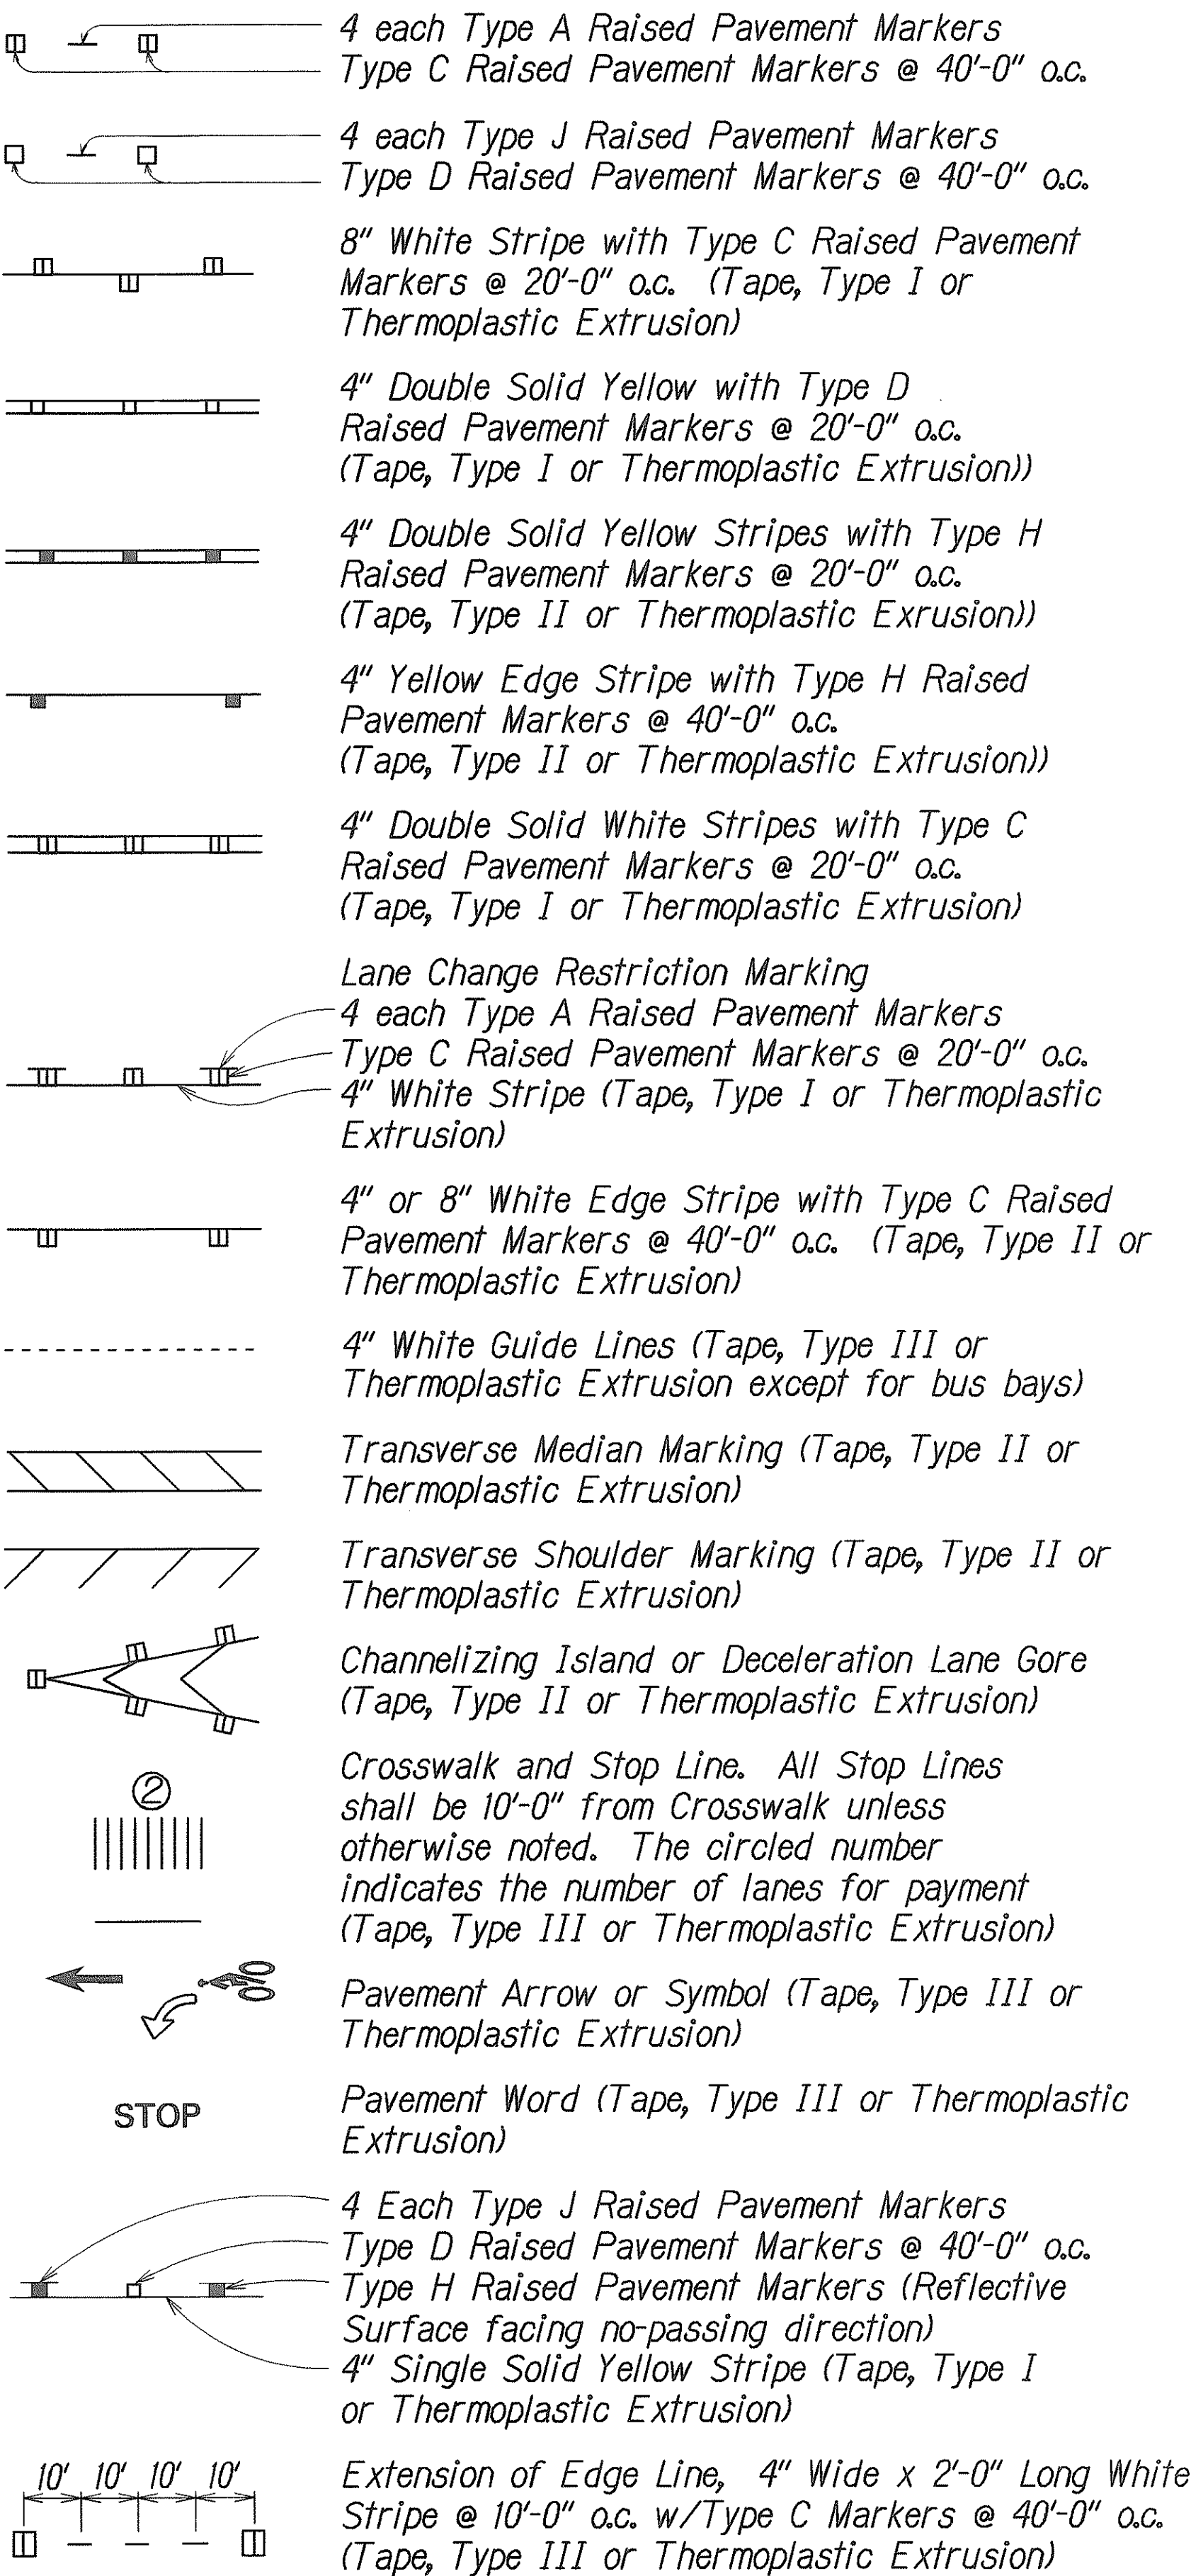 4 each Type A Raised Pavement Markers
Type C Raised Pavement Markers @ 40'-0" o.c.
4 each Type J Raised Pavement Markers
Type D Raised Pavement Markers @ 40'-0" o.c.
8" White Stripe with Type C Raised Pavement
Markers @ 20'-0" o.c. (Tape, Type I or
Thermoplastic Extrusion)
4" Double Solid Yellow with Type D
Raised Pavement Markers @ 20'-0" o.c.
(Tape, Type I or Thermoplastic Extrusion))
4" Double Solid Yellow Stripes with Type H
Raised Pavement Markers @ 20'-0" o.c.
(Tape, Type II or Thermoplastic Exrusion))
4" Yellow Edge Stripe with Type H Raised
Pavement Markers @ 40'-0" o.c.
(Tape, Type II or Thermoplastic Extrusion))
4" Double Solid White Stripes with Type C
Raised Pavement Markers @ 20'-0" o.c.
(Tape, Type I or Thermoplastic Extrusion)
Lane Change Restriction Marking
4 each Type A Raised Pavement Markers
Type C Raised Pavement Markers @ 20'-0" o.c.
4" White Stripe (Tape, Type I or Thermoplastic
Extrusion)
4" or 8" White Edge Stripe with Type C Raised
Pavement Markers @ 40'-0" o.c. (Tape, Type II or
Thermoplastic Extrusion)
4" White Guide Lines (Tape, Type III or
Thermoplastic Extrusion except for bus bays)
Transverse Median Marking (Tape, Type II or
Thermoplastic Extrusion)
Transverse Shoulder Marking (Tape, Type II or
Thermoplastic Extrusion)
Channelizing Island or Deceleration Lane Gore
(Tape, Type II or Thermoplastic Extrusion)
2
Crosswalk and Stop Line. All Stop Lines
shall be 10'-0" from Crosswalk unless
otherwise noted. The circled number
indicates the number of lanes for payment
(Tape, Type III or Thermoplastic Extrusion)
Pavement Arrow or Symbol (Tape, Type III or
Thermoplastic Extrusion)
STOP
Pavement Word (Tape, Type III or Thermoplastic
Extrusion)
4 Each Type J Raised Pavement Markers
Type D Raised Pavement Markers @ 40'-0" o.c.
Type H Raised Pavement Markers (Reflective
Surface facing no-passing direction)
4" Single Solid Yellow Stripe (Tape, Type I
or Thermoplastic Extrusion)
10' 10' 10' 10'
Extension of Edge Line, 4" Wide x 2'-0" Long White
Stripe @ 10'-0" o.c. w/Type C Markers @ 40'-0" o.c.
(Tape, Type III or Thermoplastic Extrusion)